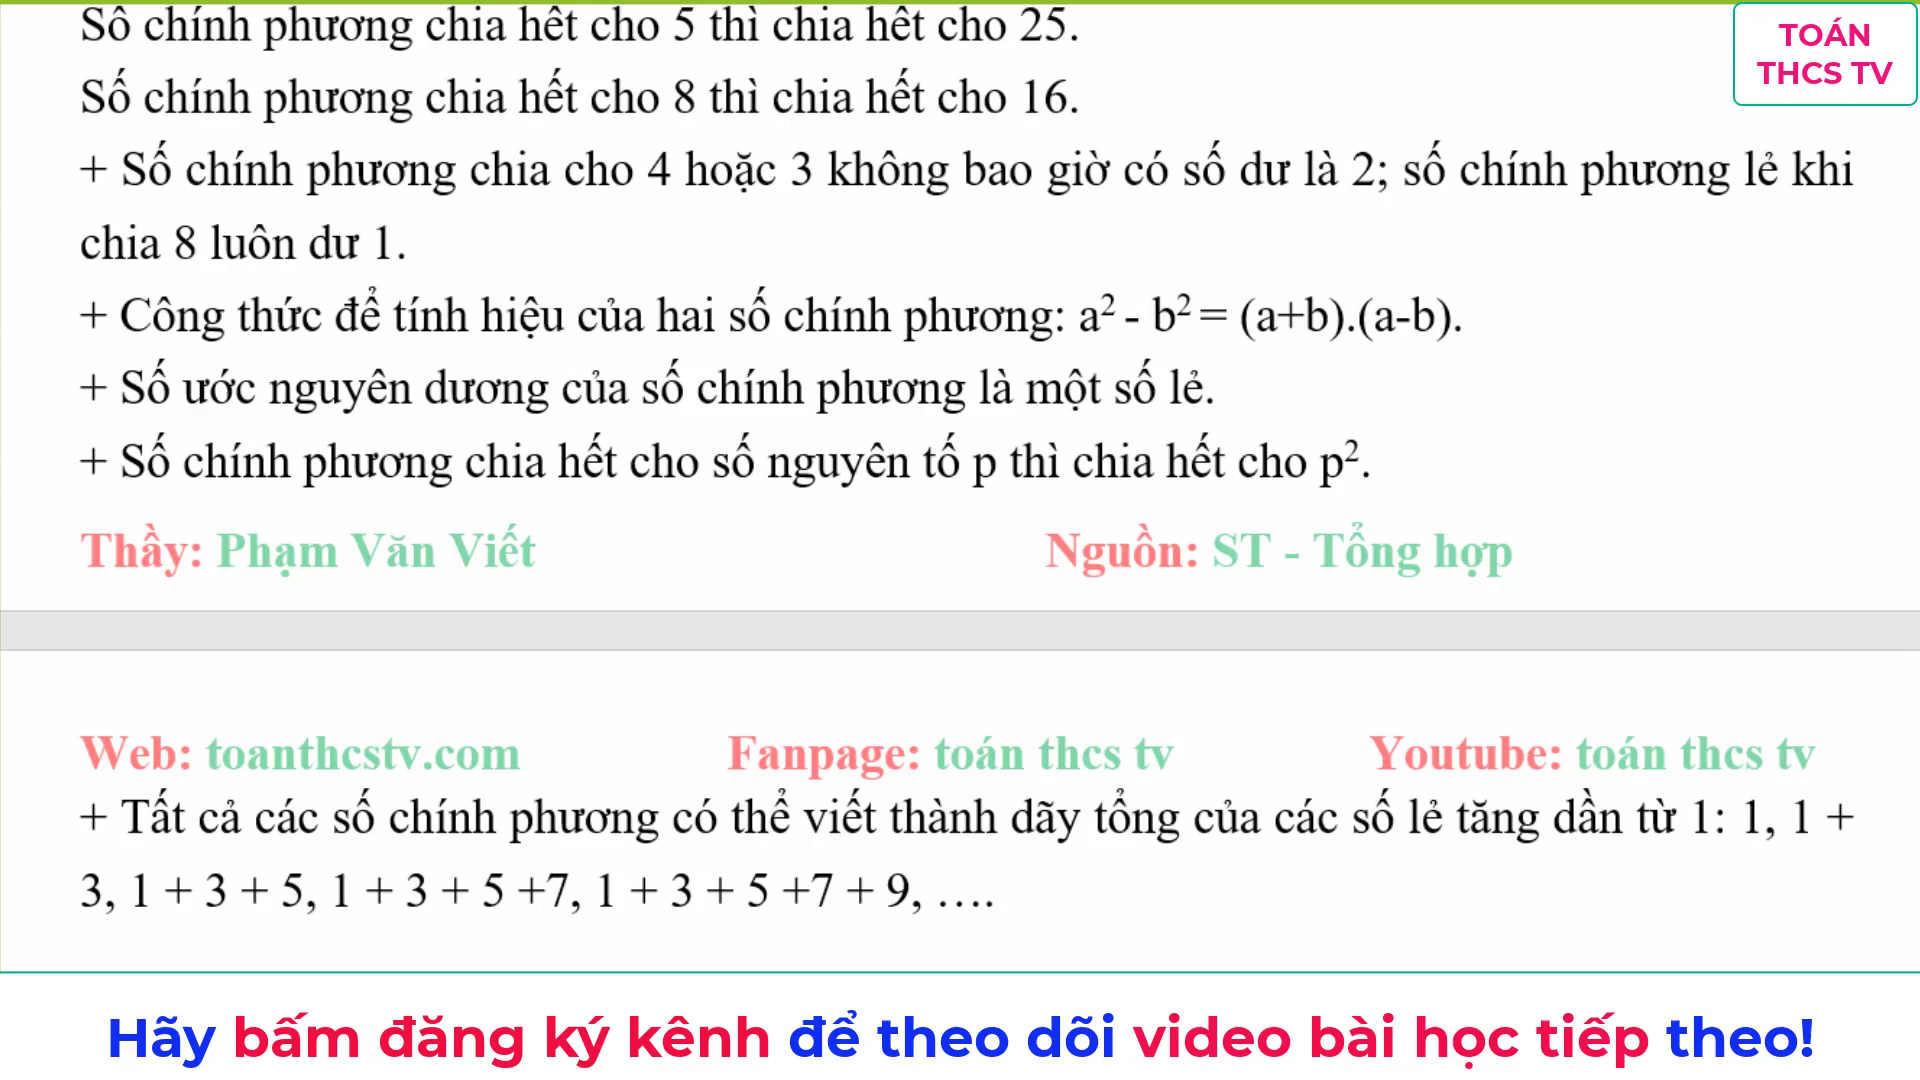 Số chính phương chia hết cho 5 thì chia hết cho 25.
TOÁN
THCS TV
Số chính phương chia hết cho 8 thì chia hết cho 16.
+ Số chính phương chia cho 4 hoặc 3 không bao giờ có số dư là 2; số chính phương lẻ khi
chia 8 luôn dư 1.
+ Công thức để tính hiệu của hai số chính phương: a² - b² = (a+b).(a-b).
+ Số ước nguyên dương của số chính phương là một số lẻ.
+ Số chính phương chia hết cho số nguyên tố p thì chia hết cho p².
Thầy: Phạm Văn Viết Nguồn: ST - Tổng hợp
Web: toanthcstv.com Fanpage: toán thcs tv Youtube: toán thcs tv
+ Tất cả các số chính phương có thể viết thành dãy tổng của các số lẻ tăng dần từ 1: 1, 1 +
3, 1 + 3 + 5, 1 + 3 + 5 +7, 1 + 3 + 5 +7 + 9, ….
Hãy bấm đăng ký kênh để theo dõi video bài học tiếp theo!